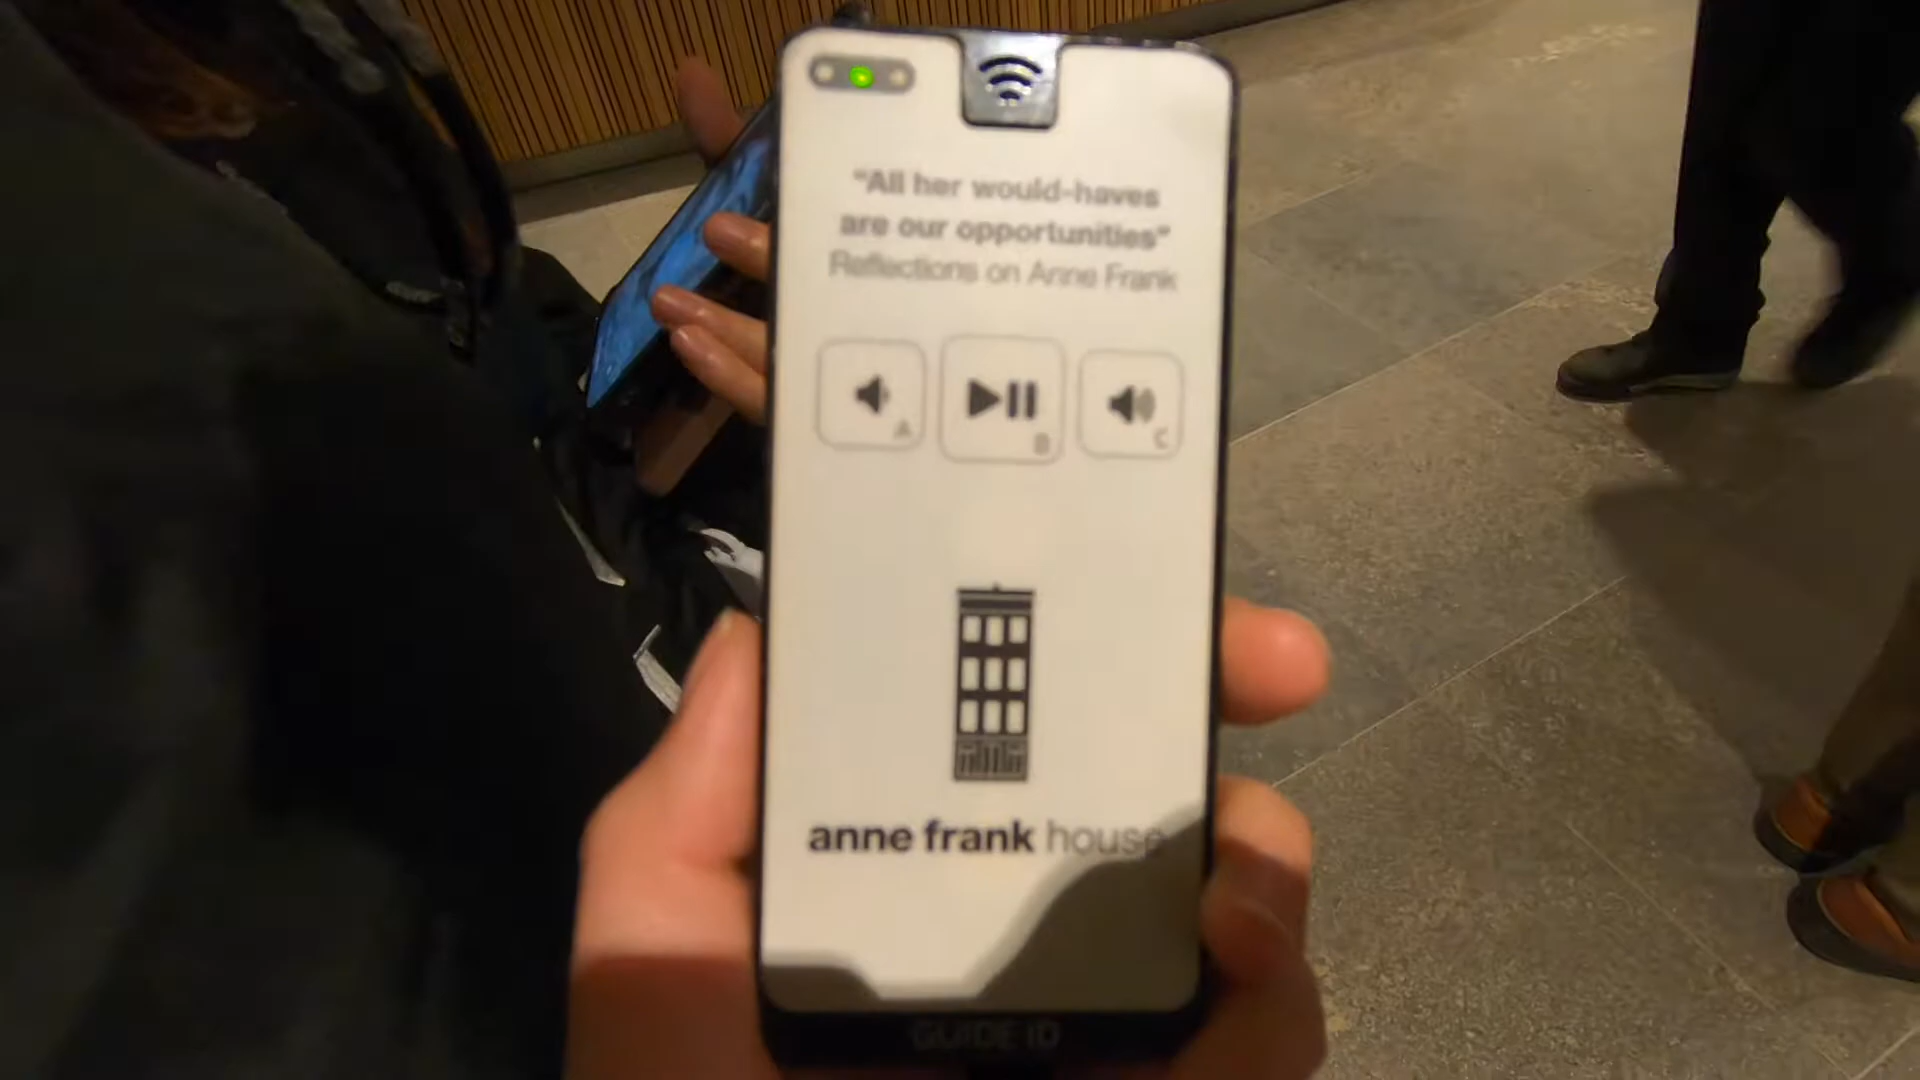 “All her would-haves
are our opportunities”
Reflections on Anne Frank
A
B
C
anne frank house
GUIDE ID